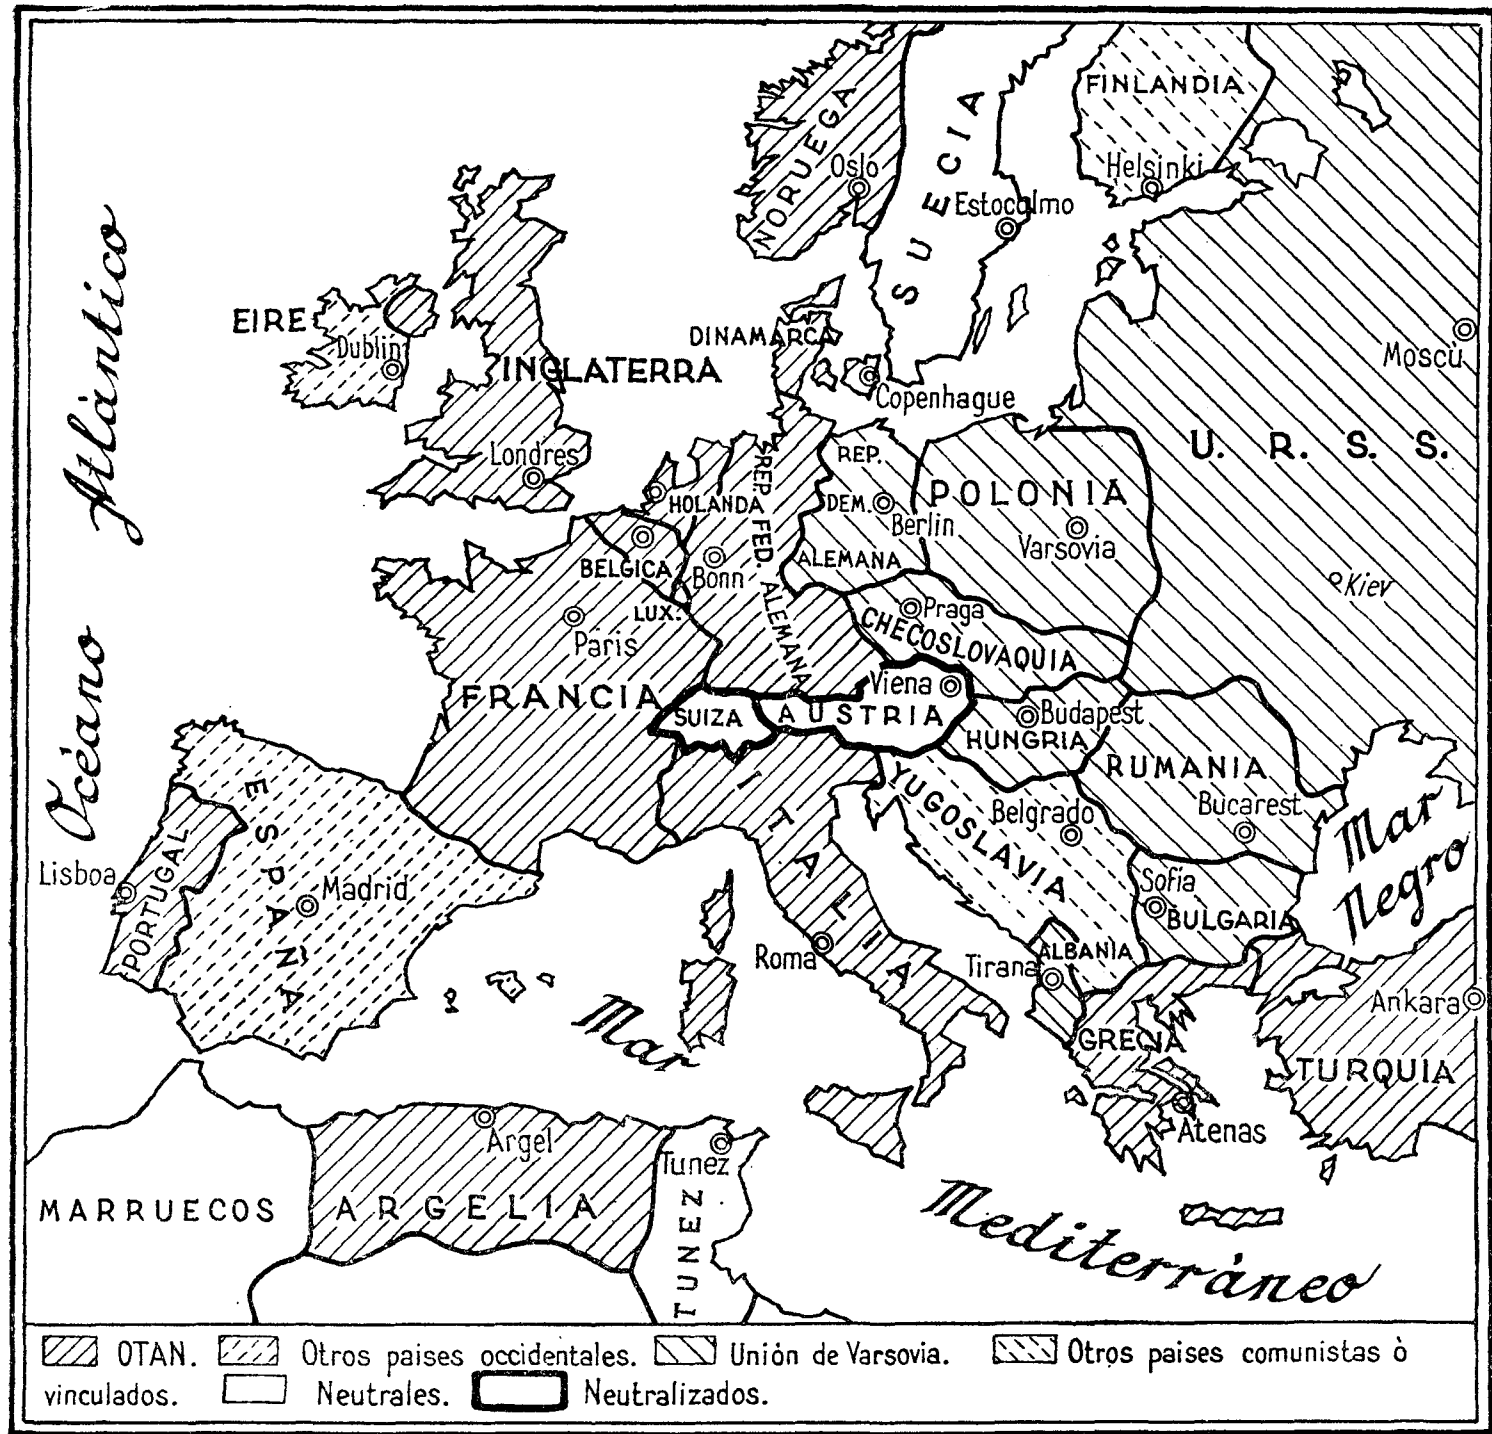 FINLANDIA
NORUEGA
SUECIA
Oslo
Helsinki
Estocolmo
Océano Atlántico
EIRE
Dublin
INGLATERRA
DINAMARCA
Copenhague
Moscù
U. R. S. S.
Londres
HOLANDA
REP. FED. ALEMANA
REP.
DEM.
ALEMANA
Berlin
POLONIA
Varsovia
BELGICA
Bonn
LUX.
Kiev
Paris
Praga
CHECOSLOVAQUIA
FRANCIA
Viena
SUIZA
AUSTRIA
Budapest
HUNGRIA
RUMANIA
Bucarest
ESPAÑA
ITALIA
YUGOSLAVIA
Belgrado
Mar
Negro
Lisboa
PORTUGAL
Madrid
Sofía
BULGARIA
Roma
Tirana
ALBANIA
Ankara
Mar
GRECIA
TURQUIA
Argel
Tunez
Atenas
MARRUECOS
ARGELIA
TUNEZ
Mediterráneo
OTAN. Otros paises occidentales. Unión de Varsovia. Otros paises comunistas ò
vinculados. Neutrales. Neutralizados.